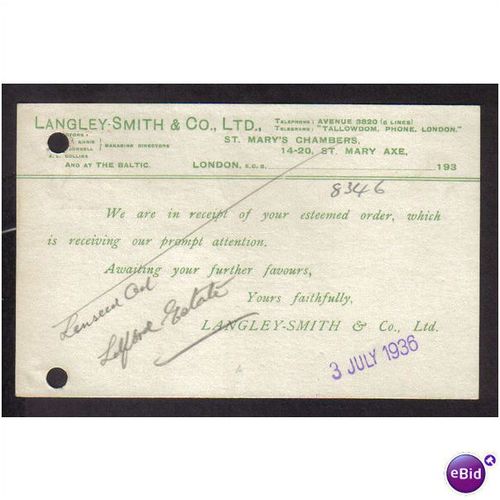 LANGLEY-SMITH & CO., LTD.,
TELEPHONE: AVENUE 3820 (6 LINES)
TELEGRAMS: "TALLOWDOM, PHONE, LONDON."
MANAGING DIRECTORS
ST. MARY'S CHAMBERS,
14-20, ST. MARY AXE,
AND AT THE BALTIC.
LONDON, E.C.3. 193
8346
We are in receipt of your esteemed order, which
is receiving our prompt attention.
Awaiting your further favours,
Yours faithfully,
LANGLEY-SMITH & Co., Ltd.
Linseed Oil
Estate
3 JULY 1936
eBid